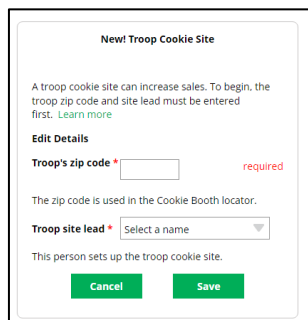 New! Troop Cookie Site
A troop cookie site can increase sales. To begin, the
troop zip code and site lead must be entered
first. Learn more
Edit Details
Troop's zip code * required
The zip code is used in the Cookie Booth locator.
Troop site lead * Select a name
This person sets up the troop cookie site.
Cancel Save